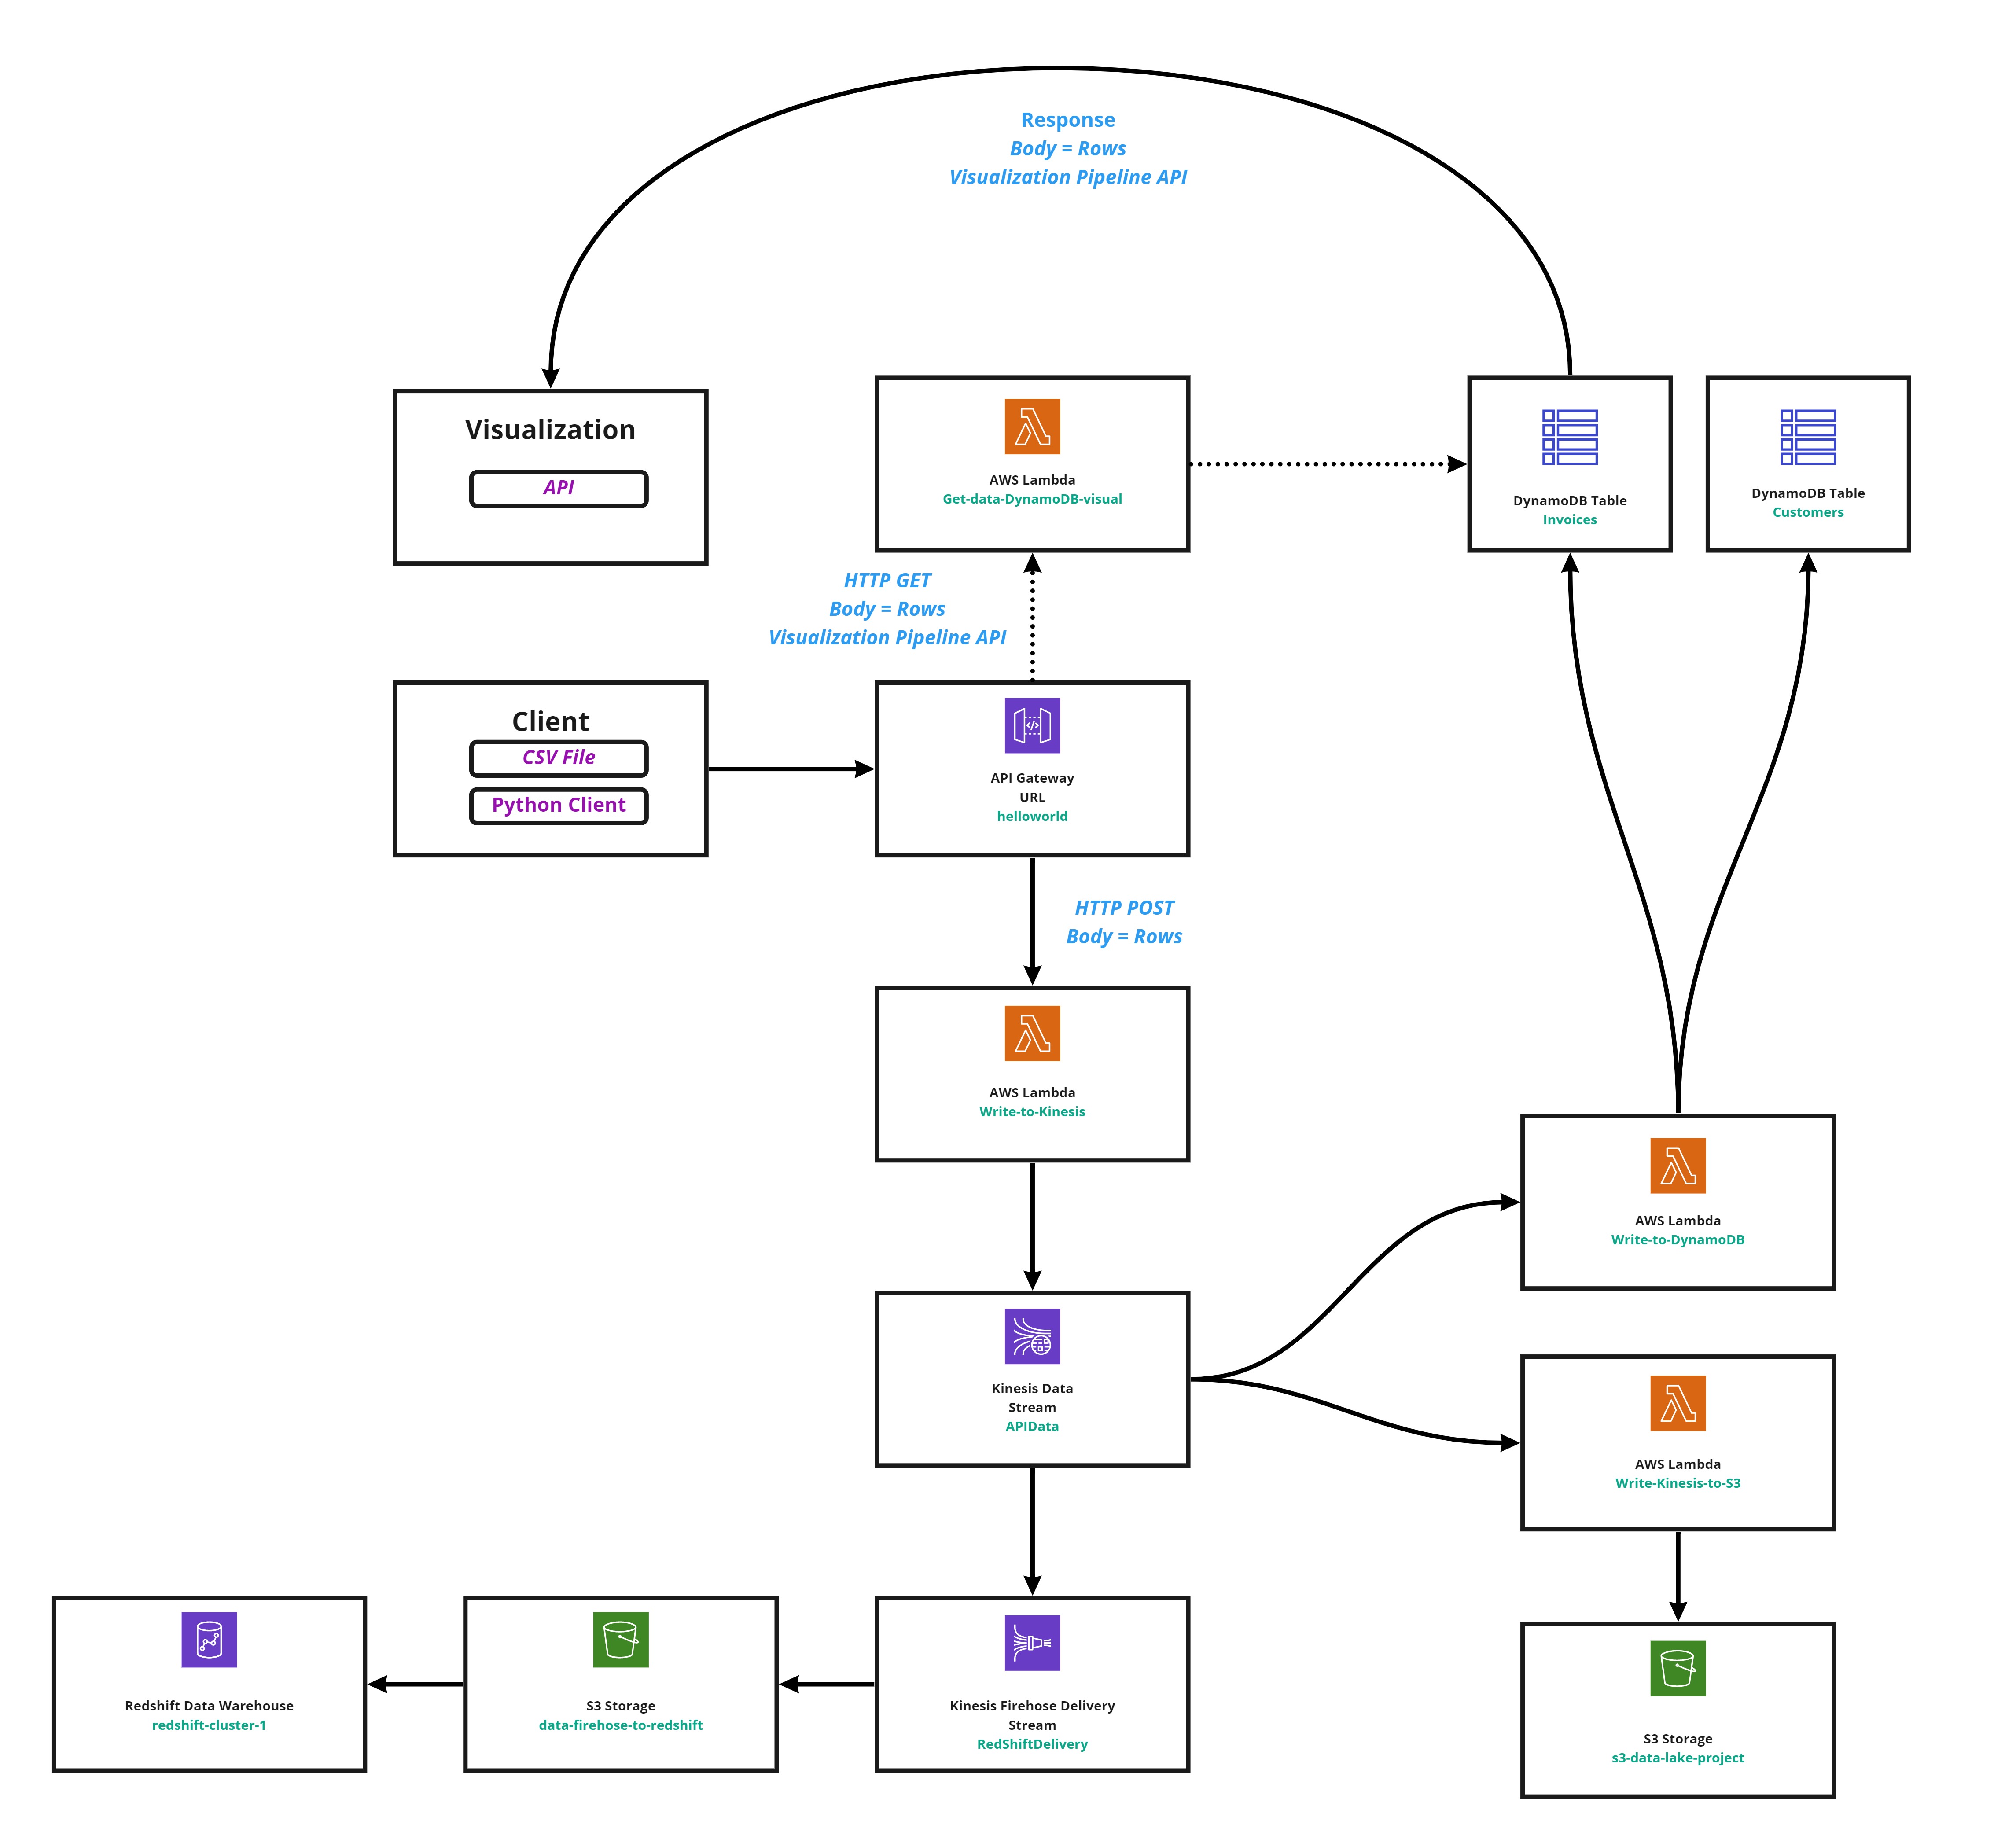 Response
Body = Rows
Visualization Pipeline API
Visualization
API
AWS Lambda
Get-data-DynamoDB-visual
DynamoDB Table
Invoices
DynamoDB Table
Customers
HTTP GET
Body = Rows
Visualization Pipeline API
Client
CSV File
Python Client
API Gateway
URL
helloworld
HTTP POST
Body = Rows
AWS Lambda
Write-to-Kinesis
AWS Lambda
Write-to-DynamoDB
Kinesis Data
Stream
APIData
AWS Lambda
Write-Kinesis-to-S3
Redshift Data Warehouse
redshift-cluster-1
S3 Storage
data-firehose-to-redshift
Kinesis Firehose Delivery
Stream
RedShiftDelivery
S3 Storage
s3-data-lake-project